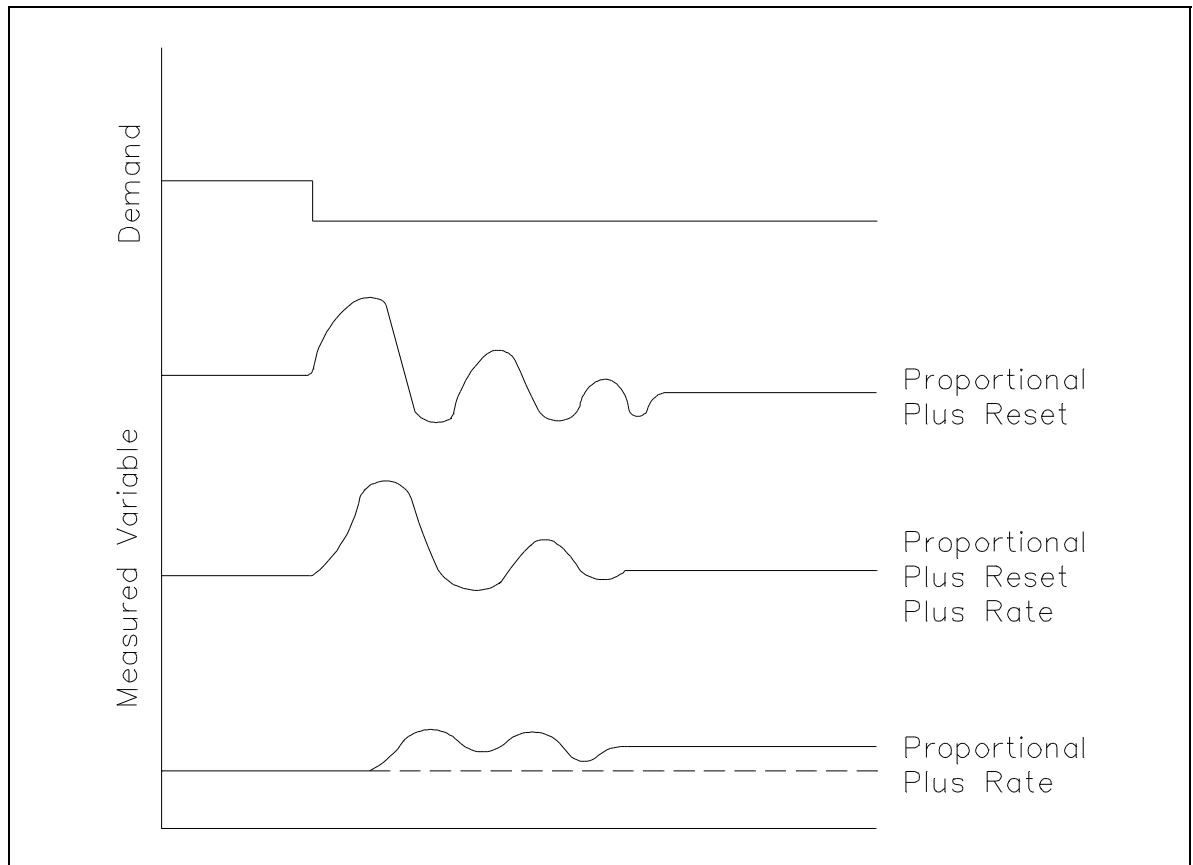 Demand
Measured Variable
Proportional
Plus Reset
Proportional
Plus Reset
Plus Rate
Proportional
Plus Rate